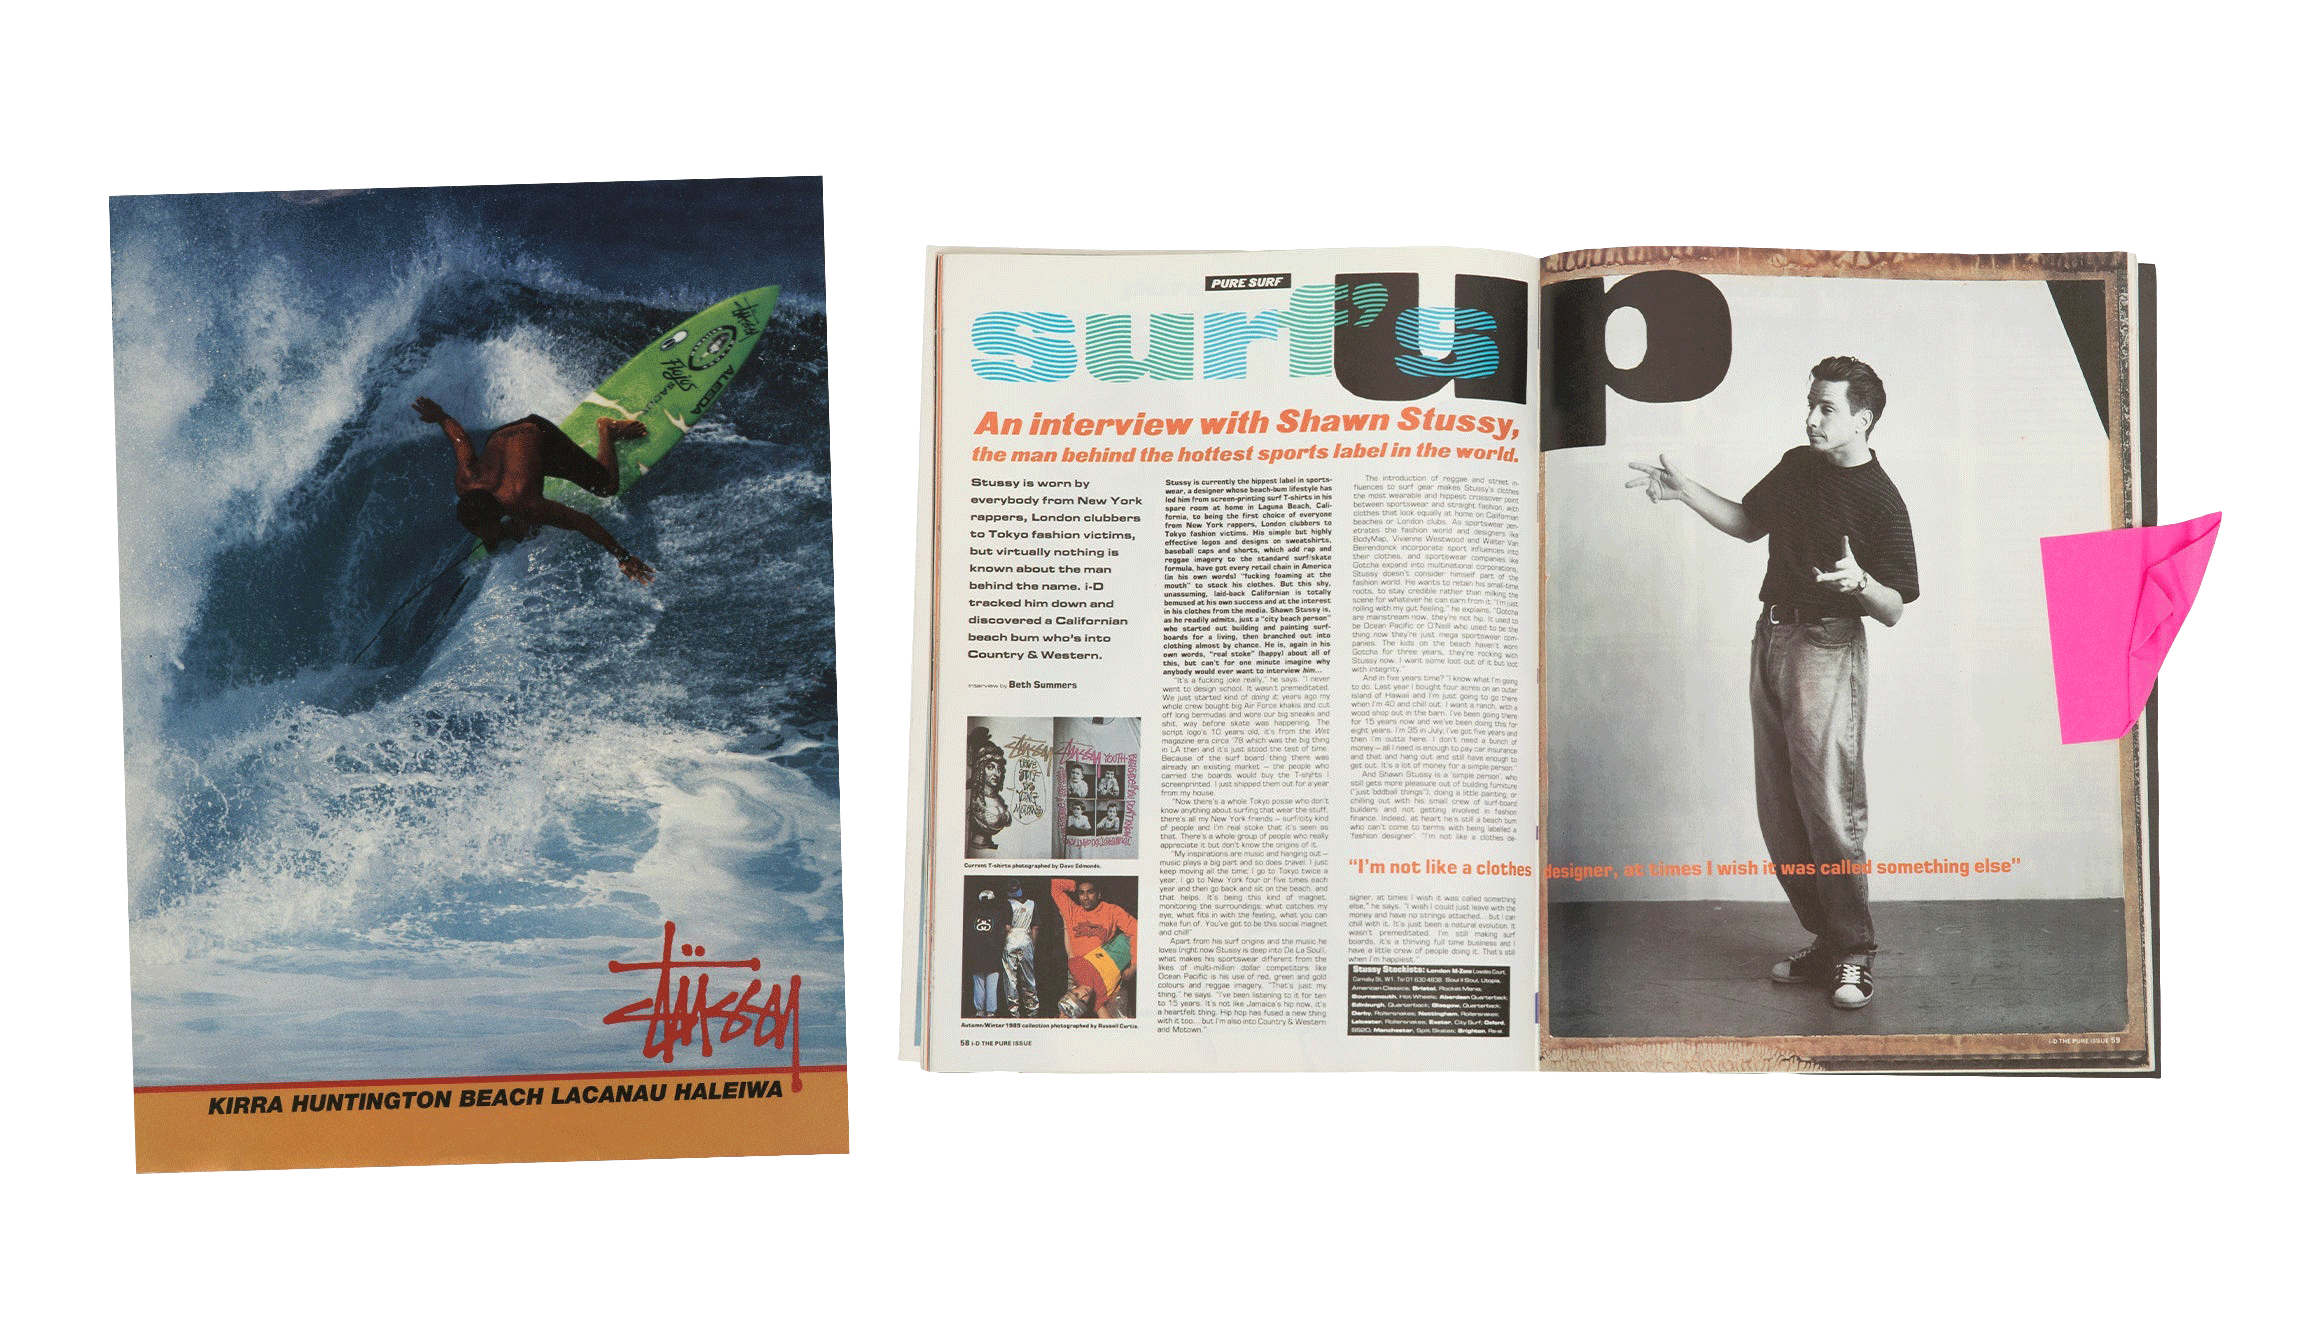 Stüssy
ALEEDA
KIRRA HUNTINGTON BEACH LACANAU HALEIWA
PURE SURF
surf's up
An interview with Shawn Stussy,
the man behind the hottest sports label in the world.
Stussy is worn by
everybody from New York
rappers, London clubbers
to Tokyo fashion victims,
but virtually nothing is
known about the man
behind the name. i-D
tracked him down and
discovered a Californian
beach bum who's into
Country & Western.
Interview by Beth Summers
Current T-shirts photographed by Dave Edmonds.
Autumn/Winter 1989 collection photographed by Russell Curtis.
58 i-D THE PURE ISSUE
Stussy is currently the hippest label in sports-
wear, a designer whose beach-bum lifestyle has
led him from screen-printing surf T-shirts in his
spare room at home in Laguna Beach, Cali-
fornia, to being the first choice of everyone
from New York rappers, London clubbers to
Tokyo fashion victims. His simple but highly
effective logos and designs on sweatshirts,
baseball caps and shorts, which add rap and
reggae imagery to the standard surf/skate
formula, have got every retail chain in America
(in his own words) "fucking foaming at the
mouth" to stock his clothes. But this shy,
unassuming, laid-back Californian is totally
bemused at his own success and at the interest
in his clothes from the media. Shawn Stussy is,
as he readily admits, just a "city beach person"
who started out building and painting surf-
boards for a living, then branched out into
clothing almost by chance. He is, again in his
own words, "real stoke" (happy) about all of
this, but can't for one minute imagine why
anybody would ever want to interview him...
"It's a fucking joke really," he says. "I never
went to design school. It wasn't premeditated.
We just started kind of doing it: years ago my
whole crew bought big Air Force khakis and cut
off long bermudas and wore our big sneaks and
shit, way before skate was happening. The
script logo's 10 years old, it's from the Wet
magazine era circa '78 which was the big thing
in LA then and it's just stood the test of time.
Because of the surf board thing there was
already an existing market – the people who
carried the boards would buy the T-shirts I
screenprinted. I just shipped them out for a year
from my house.
"Now there's a whole Tokyo posse who don't
know anything about surfing that wear the stuff,
there's all my New York friends – surf/city kind
of people and I'm real stoke that it's seen as
that. There's a whole group of people who really
appreciate it but don't know the origins of it.
"My inspirations are music and hanging out –
music plays a big part and so does travel. I just
keep moving all the time; I go to Tokyo twice a
year, I go to New York four or five times each
year and then go back and sit on the beach, and
that helps. It's being this kind of magnet,
monitoring the surroundings; what catches my
eye, what fits in with the feeling, what you can
make fun of. You've got to be this social magnet
and chill!"
Apart from his surf origins and the music he
loves (right now Stussy is deep into De La Soul),
what makes his sportswear different from the
likes of multi-million dollar competitors like
Ocean Pacific is his use of red, green and gold
colours and reggae imagery. "That's just my
thing," he says. "I've been listening to it for ten
to 15 years. It's not like Jamaica's hip now, it's
a heartfelt thing. Hip hop has fused a new thing
with it too... but I'm also into Country & Western
and Motown."
The introduction of reggae and street in-
fluences to surf gear makes Stussy's clothes
the most wearable and hippest crossover point
between sportswear and straight fashion, with
clothes that look equally at home on Californian
beaches or London clubs. As sportswear pen-
etrates the fashion world and designers like
BodyMap, Vivienne Westwood and Walter Van
Beirendonck incorporate sport influences into
their clothes, and sportswear companies like
Gotcha expand into multinational corporations,
Stussy doesn't consider himself part of the
fashion world. He wants to retain his small-time
roots, to stay credible rather than milking the
scene for whatever he can earn from it. "I'm just
rolling with my gut feeling," he explains. "Gotcha
are mainstream now, they're not hip. It used to
be Ocean Pacific or O'Neill who used to be the
thing now they're just mega sportswear com-
panies. The kids on the beach haven't worn
Gotcha for three years, they're rocking with
Stussy now. I want some loot out of it but loot
with integrity."
And in five years time? "I know what I'm going
to do. Last year I bought four acres on an outer
island of Hawaii and I'm just going to go there
when I'm 40 and chill out. I want a ranch, with a
wood shop out in the barn. I've been going there
for 15 years now and we've been doing this for
eight years. I'm 35 in July, I've got five years and
then I'm outta here. I don't need a bunch of
money – all I need is enough to pay car insurance
and that and hang out and still have enough to
get out. It's a lot of money for a simple person."
And Shawn Stussy is a 'simple person', who
still gets more pleasure out of building furniture
("just 'oddball things"), doing a little painting, or
chilling out with his small crew of surf-board
builders and not getting involved in fashion
finance. Indeed, at heart he's still a beach bum
who can't come to terms with being labelled a
'fashion designer'. "I'm not like a clothes de-
"I'm not like a clothes designer, at times I wish it was called something else"
signer, at times I wish it was called something
else," he says. "I wish I could just leave with the
money and have no strings attached... but I can
chill with it. It's just been a natural evolution. It
wasn't premeditated. I'm still making surf
boards, it's a thriving full time business and I
have a little crew of people doing it. That's still
when I'm happiest."
Stussy Stockists: London M-Zone Lowdes Court,
Carnaby St, W1. Tel 01 630 4838, Soul II Soul, Utopia,
American Classics; Bristol, Rockas Mania;
Bournemouth, Hot Wheels; Aberdeen Quarterback;
Edinburgh, Quarterback; Glasgow, Quarterback;
Derby, Rollersnakes; Nottingham, Rollersnakes;
Leicester, Rollersnakes; Exeter, City Surf; Oxford,
SS20; Manchester, Split Skates; Brighton, Re-al.
i-D THE PURE ISSUE 59